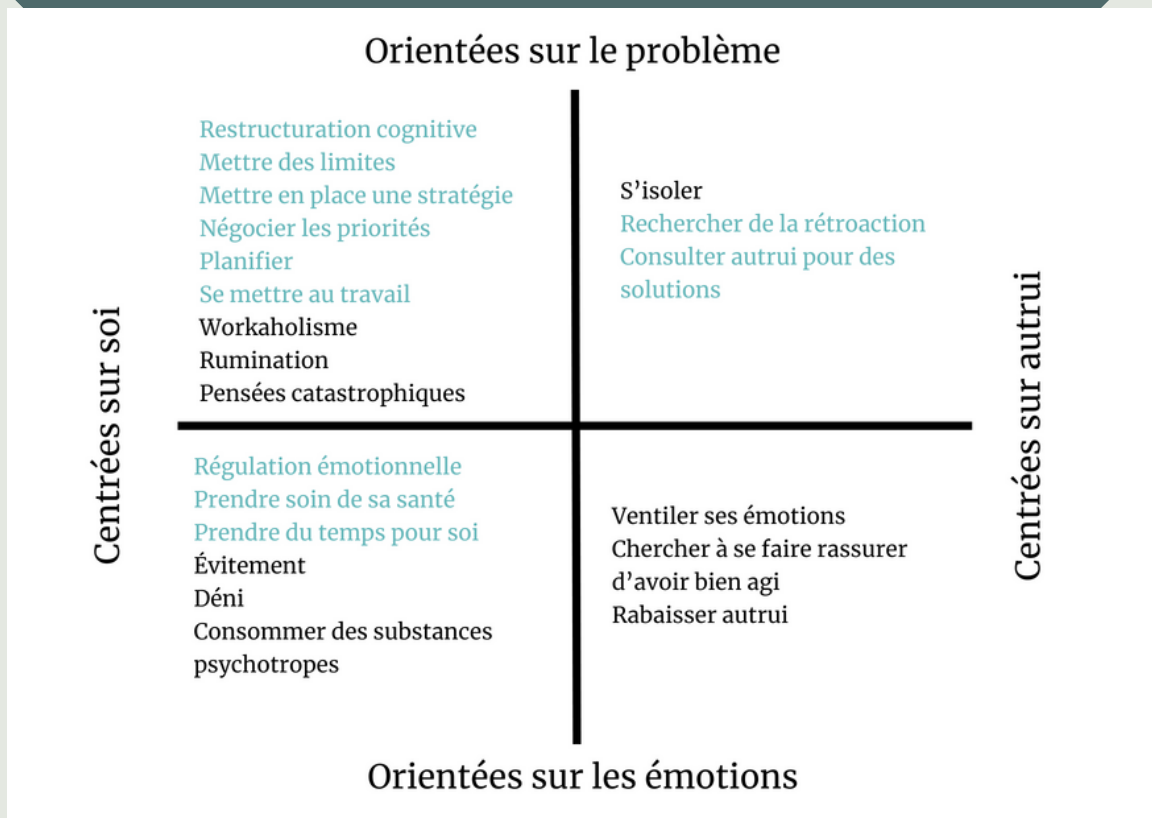 Orientées sur le problème
Restructuration cognitive
Mettre des limites
Mettre en place une stratégie
Négocier les priorités
Planifier
Se mettre au travail
Workaholisme
Rumination
Pensées catastrophiques
S’isoler
Rechercher de la rétroaction
Consulter autrui pour des
solutions
Centrées sur soi
Centrées sur autrui
Régulation émotionnelle
Prendre soin de sa santé
Prendre du temps pour soi
Évitement
Déni
Consommer des substances
psychotropes
Ventiler ses émotions
Chercher à se faire rassurer
d’avoir bien agi
Rabaisser autrui
Orientées sur les émotions